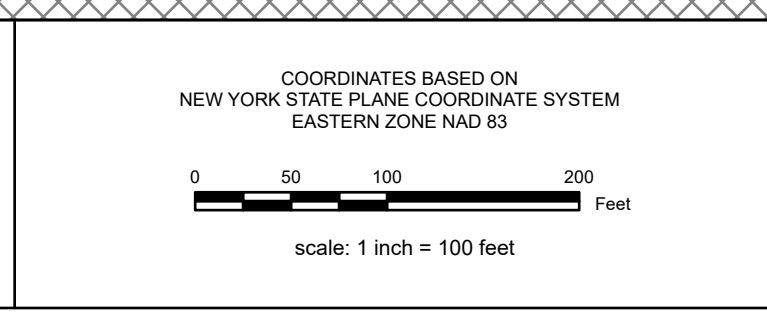 COORDINATES BASED ON
NEW YORK STATE PLANE COORDINATE SYSTEM
EASTERN ZONE NAD 83
0 50 100 200
Feet
scale: 1 inch = 100 feet